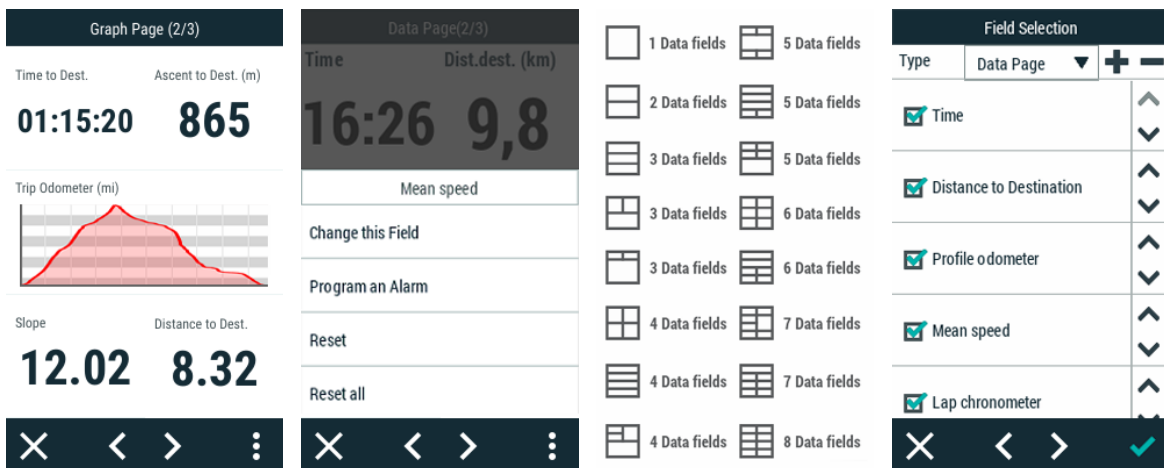 Graph Page (2/3)
Time to Dest. Ascent to Dest. (m)
01:15:20 865
Trip Odometer (mi)
Slope Distance to Dest.
12.02 8.32
Data Page(2/3)
Time Dist.dest. (km)
16:26 9,8
Mean speed
Change this Field
Program an Alarm
Reset
Reset all
1 Data fields 5 Data fields
2 Data fields 5 Data fields
3 Data fields 5 Data fields
3 Data fields 6 Data fields
3 Data fields 6 Data fields
4 Data fields 7 Data fields
4 Data fields 7 Data fields
4 Data fields 8 Data fields
Field Selection
Type Data Page
Time
Distance to Destination
Profile odometer
Mean speed
Lap chronometer